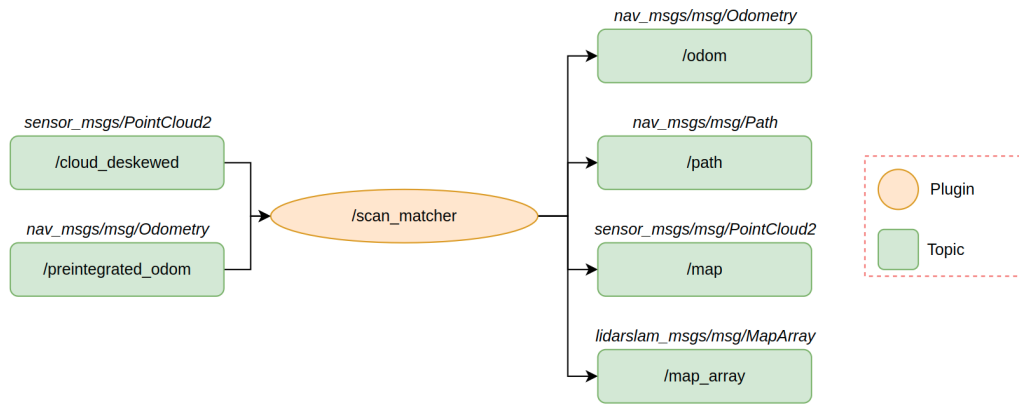 sensor_msgs/PointCloud2
/cloud_deskewed
nav_msgs/msg/Odometry
/preintegrated_odom
/scan_matcher
nav_msgs/msg/Odometry
/odom
nav_msgs/msg/Path
/path
sensor_msgs/msg/PointCloud2
/map
lidarslam_msgs/msg/MapArray
/map_array
Plugin
Topic